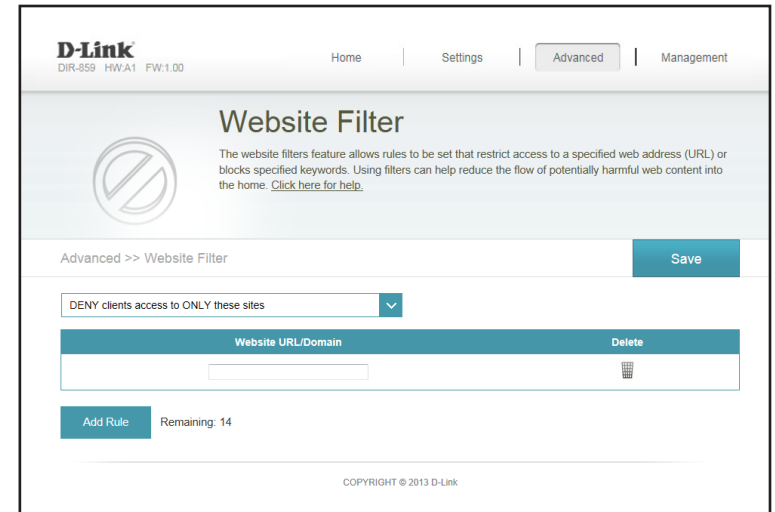 D-Link
DIR-859 HW:A1 FW:1.00
Home
Settings
Advanced
Management
Website Filter
The website filters feature allows rules to be set that restrict access to a specified web address (URL) or
blocks specified keywords. Using filters can help reduce the flow of potentially harmful web content into
the home. Click here for help.
Advanced >> Website Filter
Save
DENY clients access to ONLY these sites
Website URL/Domain
Delete
Add Rule
Remaining: 14
COPYRIGHT © 2013 D-Link